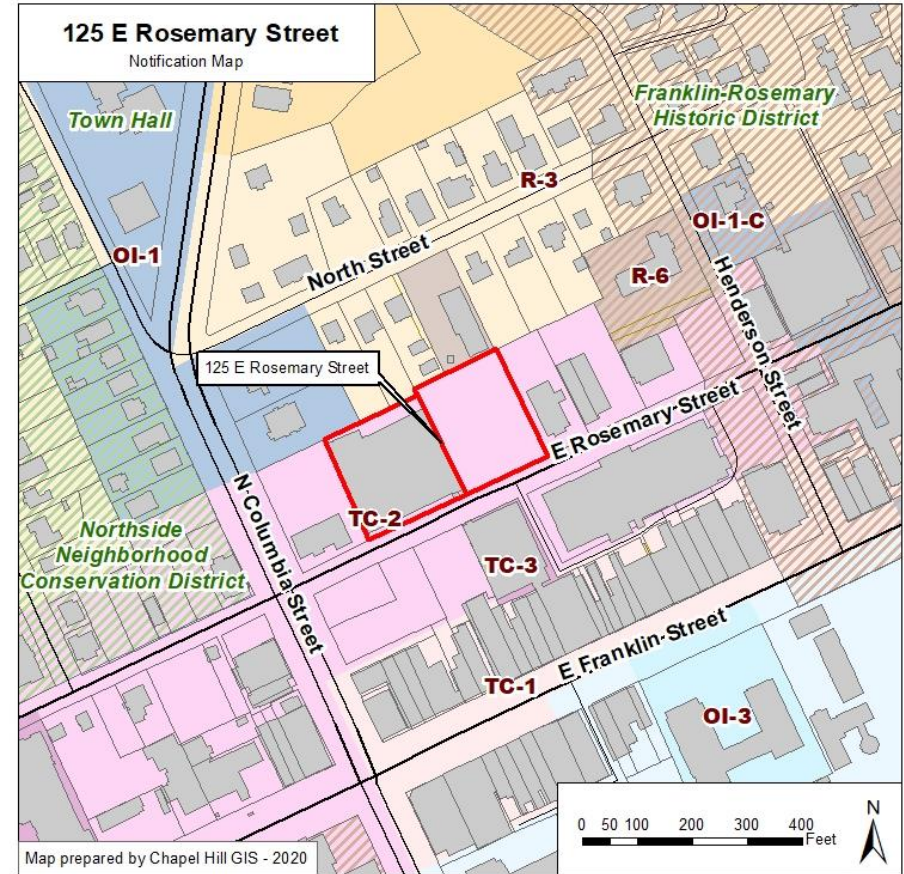 125 E Rosemary Street
Notification Map
Town Hall
Franklin-Rosemary
Historic District
R-3
OI-1-C
OI-1
North Street
R-6
Henderson Street
125 E Rosemary Street
E Rosemary Street
N Columbia Street
TC-2
Northside
Neighborhood
Conservation District
TC-3
E Franklin Street
TC-1
OI-3
N
0 50 100 200 300 400
Feet
Map prepared by Chapel Hill GIS - 2020